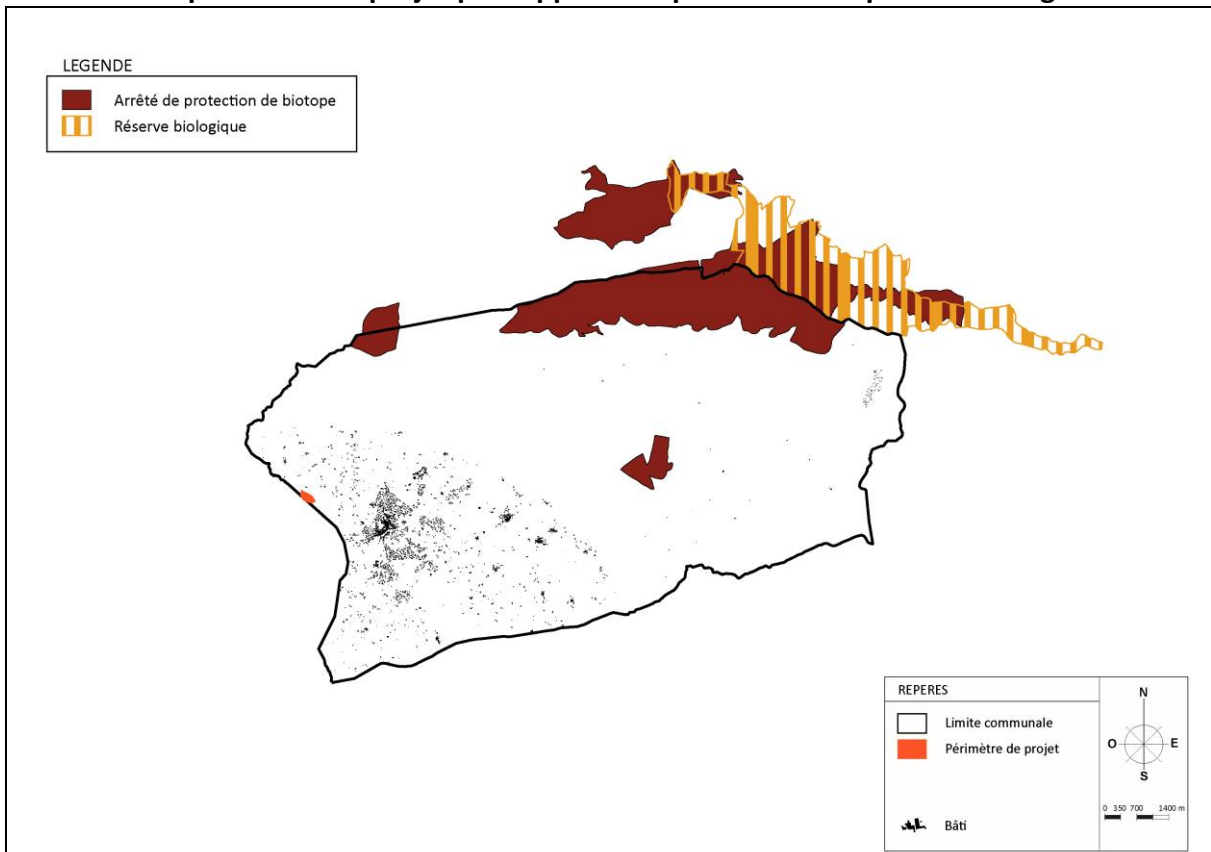 LEGENDE
Arrêté de protection de biotope
Réserve biologique
REPERES
Limite communale
Périmètre de projet
Bâti
N
O E
S
0 350 700 1400 m